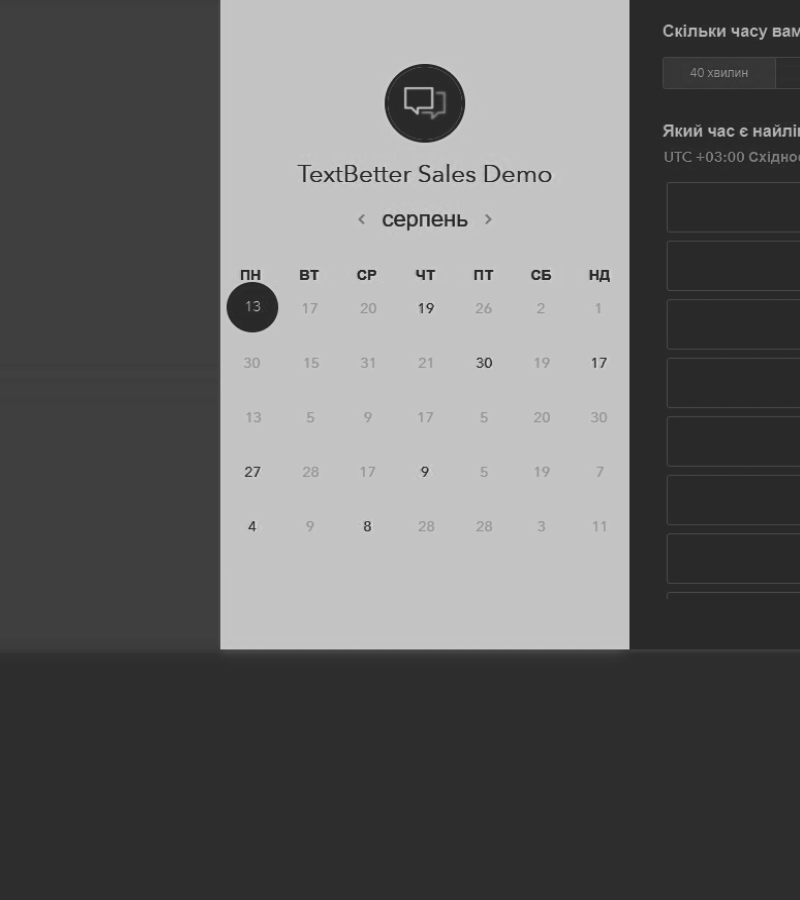 TextBetter Sales Demo
серпень
ПН ВТ СР ЧТ ПТ СБ НД
13 17 20 19 26 2 1
30 15 31 21 30 19 17
13 5 9 17 5 20 30
27 28 17 9 5 19 7
4 9 8 28 28 3 11
Скільки часу вам
40 хвилин
Який час є
UTC +03:00